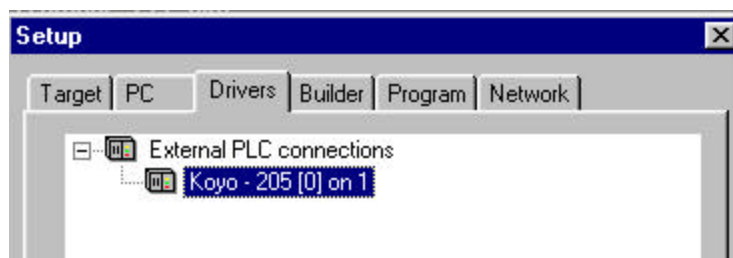 Setup
Target PC Drivers Builder Program Network
External PLC connections
Koyo - 205 [0] on 1